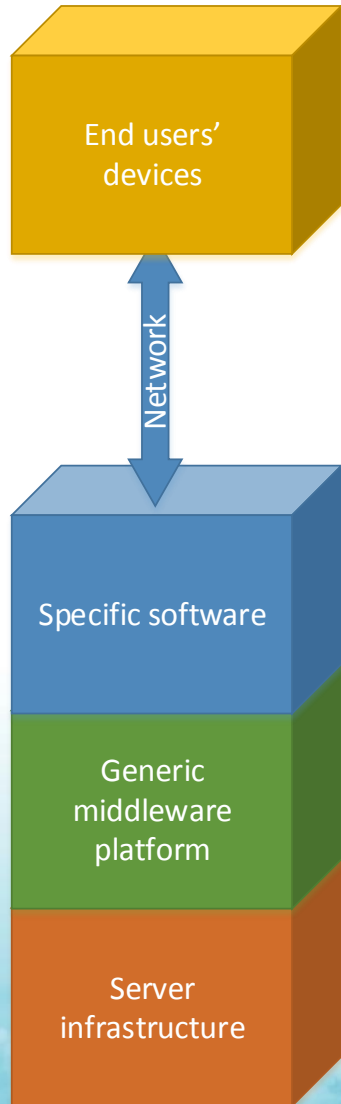 End users’
devices
Network
Specific software
Generic
middleware
platform
Server
infrastructure